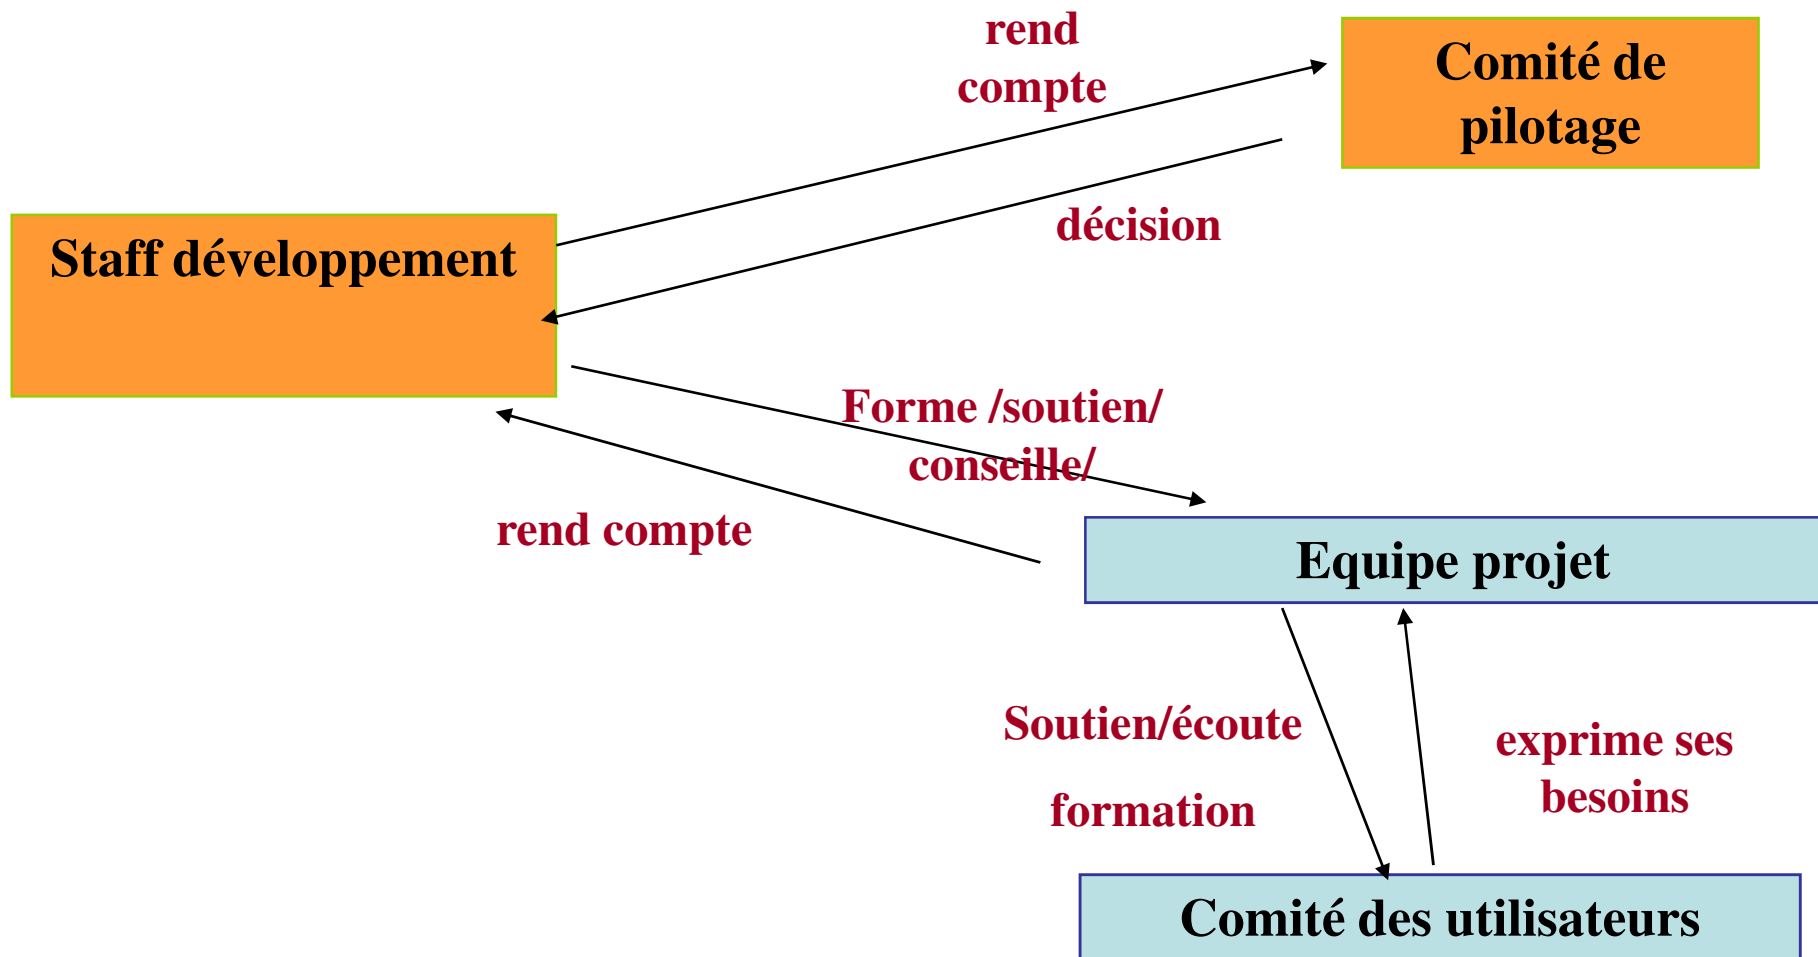 rend
compte
Comité de
pilotage
décision
Staff développement
Forme /soutien/
conseille/
rend compte
Equipe projet
Soutien/écoute
formation
exprime ses
besoins
Comité des utilisateurs